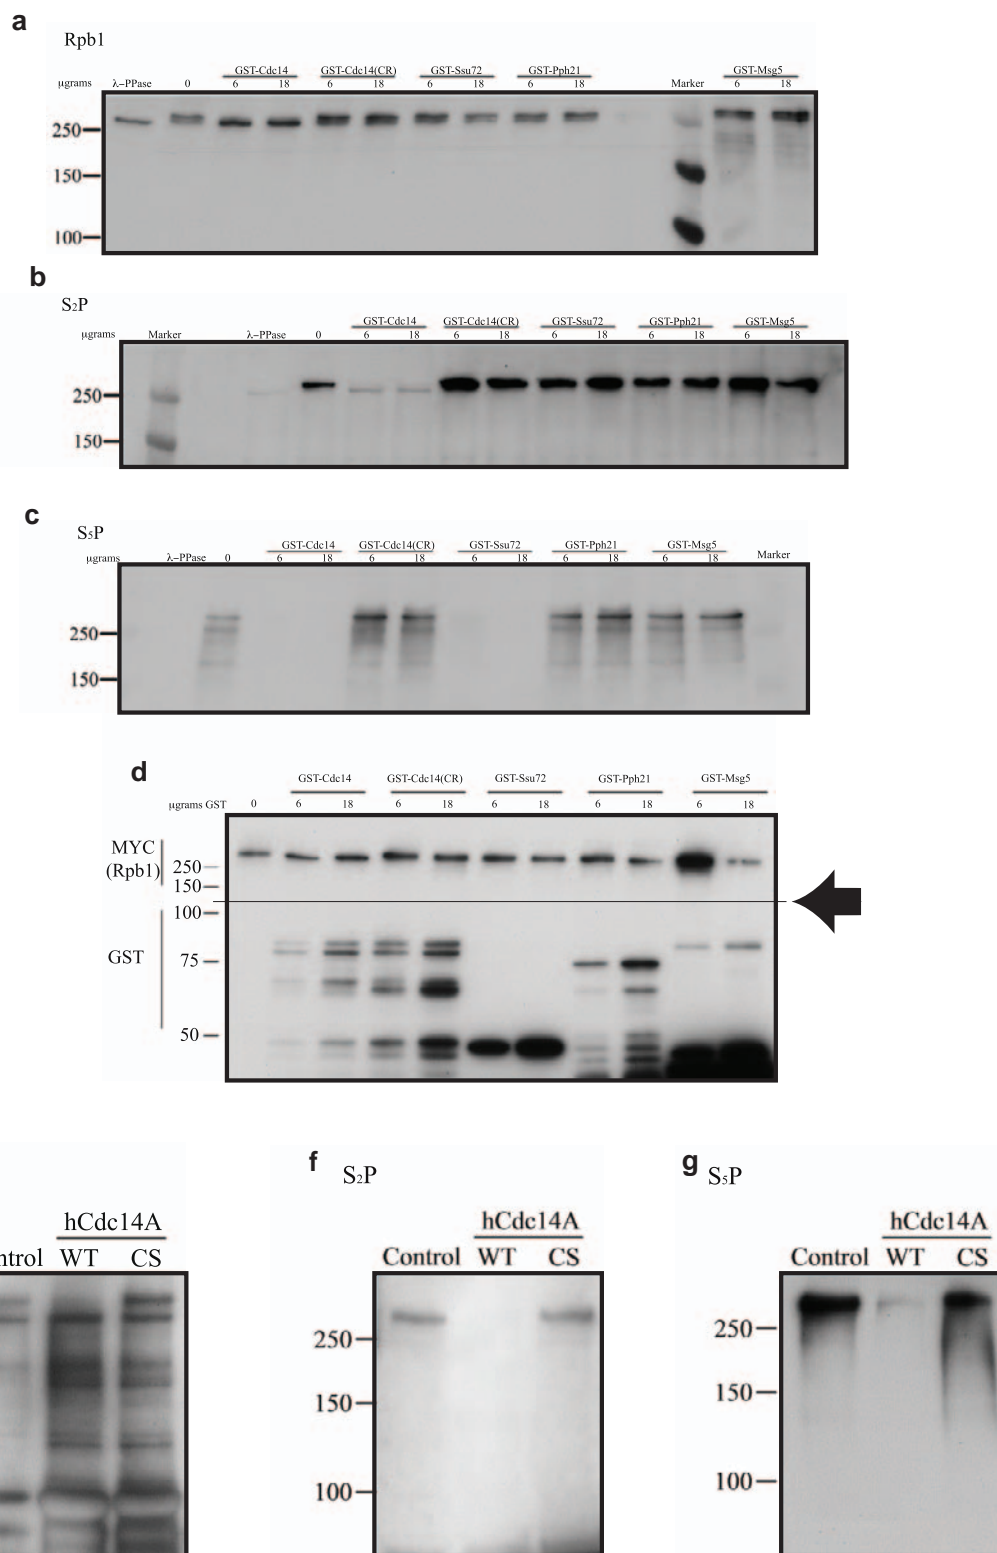 a
Rpb1
GST-Cdc14 GST-Cdc14(CR) GST-Ssu72 GST-Pph21 GST-Msg5
µgrams λ–PPase 0 6 18 6 18 6 18 6 18 Marker 6 18
250
150
100
b
S2P
GST-Cdc14 GST-Cdc14(CR) GST-Ssu72 GST-Pph21 GST-Msg5
µgrams Marker λ–PPase 0 6 18 6 18 6 18 6 18 6 18
250
150
c
S5P
GST-Cdc14 GST-Cdc14(CR) GST-Ssu72 GST-Pph21 GST-Msg5 Marker
µgrams λ–PPase 0 6 18 6 18 6 18 6 18 6 18
250
150
d
GST-Cdc14 GST-Cdc14(CR) GST-Ssu72 GST-Pph21 GST-Msg5
µgrams GST 0 6 18 6 18 6 18 6 18 6 18
MYC
(Rpb1)
250
150
100
GST
75
50
hCdc14A
ntrol WT CS
f
S2P
hCdc14A
Control WT CS
250
150
100
g
S5P
hCdc14A
Control WT CS
250
150
100